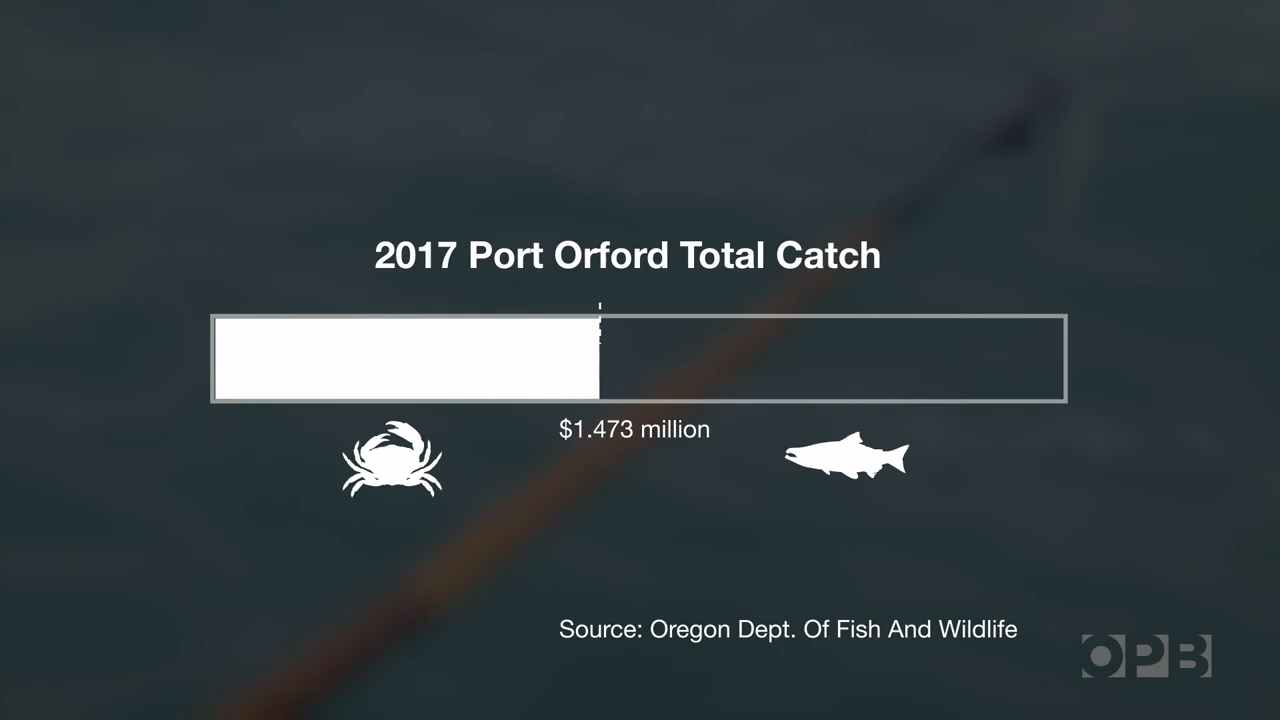 2017 Port Orford Total Catch
$1.473 million
Source: Oregon Dept. Of Fish And Wildlife
OPB